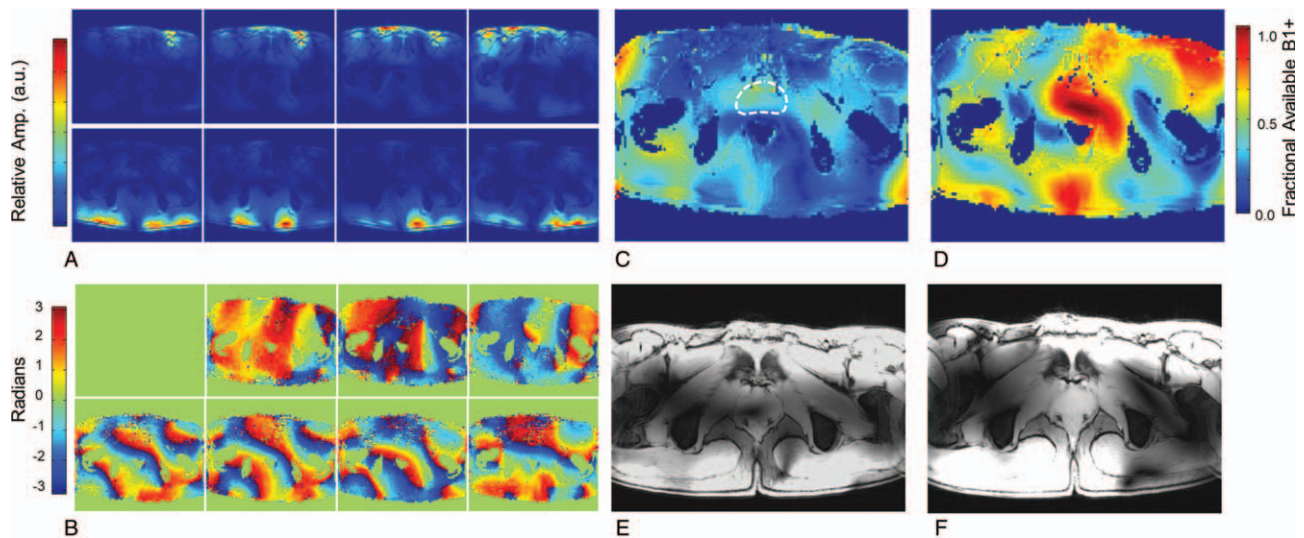 Relative Amp. (a.u.)
A
C
D
1.0
0.5
0.0
Fractional Available B1+
Radians
3
2
1
0
-1
-2
-3
B
E
F